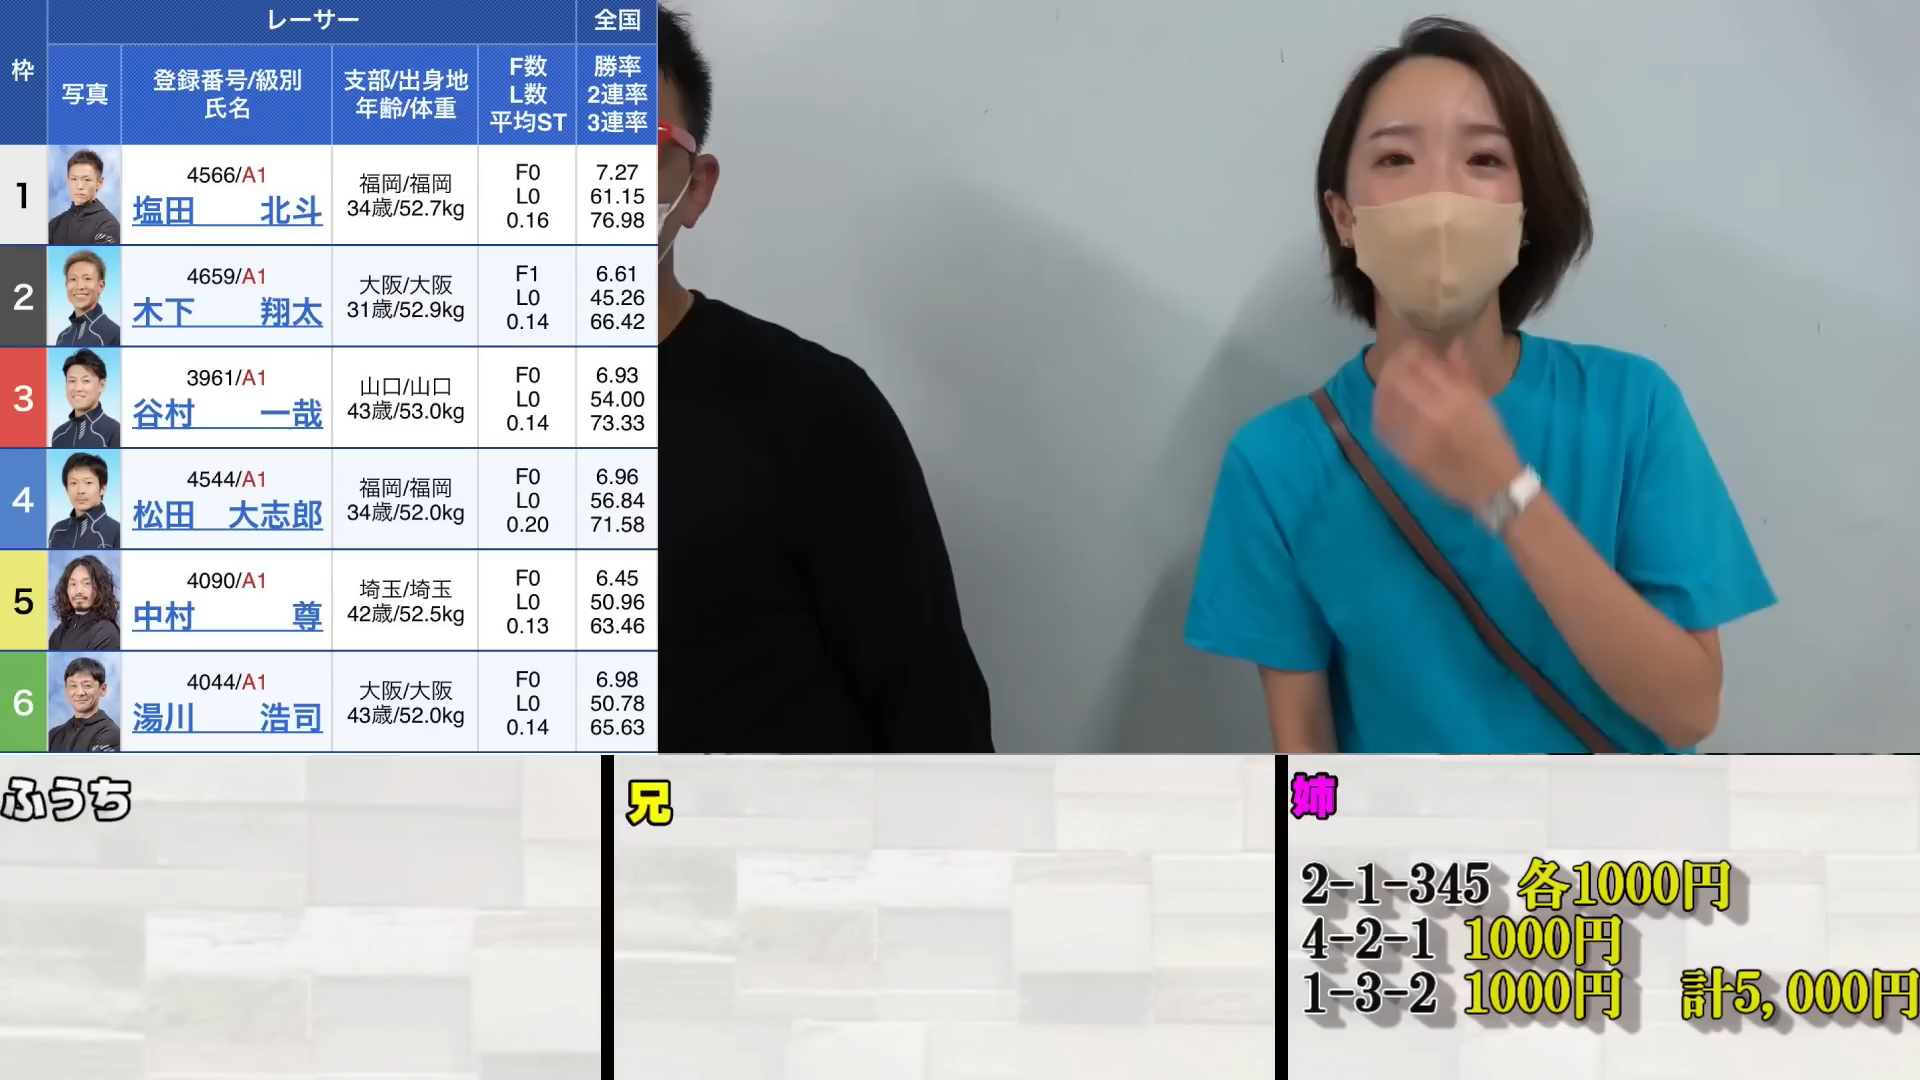 枠
レーサー
全国
写真
登録番号/級別
氏名
支部/出身地
年齢/体重
F数
L数
平均ST
勝率
2連率
3連率
1
4566/A1
塩田 北斗
福岡/福岡
34歳/52.7kg
F0
L0
0.16
7.27
61.15
76.98
2
4659/A1
木下 翔太
大阪/大阪
31歳/52.9kg
F1
L0
0.14
6.61
45.26
66.42
3
3961/A1
谷村 一哉
山口/山口
43歳/53.0kg
F0
L0
0.14
6.93
54.00
73.33
4
4544/A1
松田 大志郎
福岡/福岡
34歳/52.0kg
F0
L0
0.20
6.96
56.84
71.58
5
4090/A1
中村 尊
埼玉/埼玉
42歳/52.5kg
F0
L0
0.13
6.45
50.96
63.46
6
4044/A1
湯川 浩司
大阪/大阪
43歳/52.0kg
F0
L0
0.14
6.98
50.78
65.63
ふうち
兄
姉
2-1-345 各1000円
4-2-1 1000円
1-3-2 1000円 計5,000円